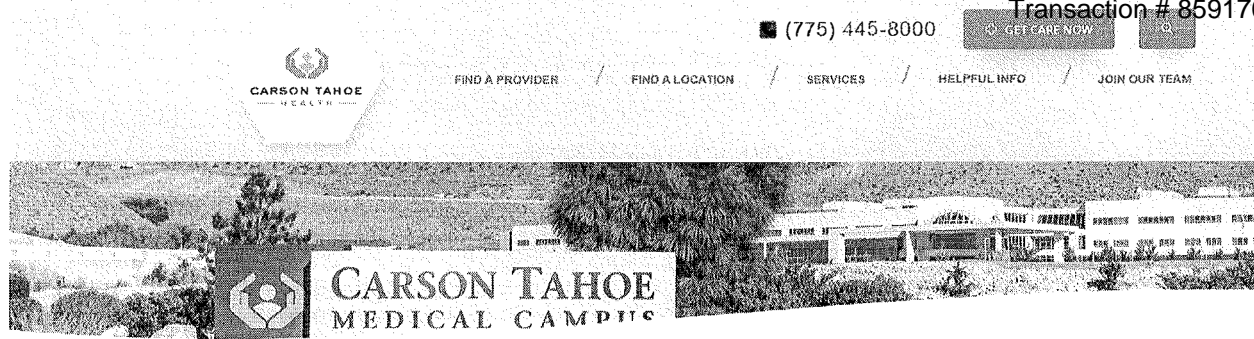 Transaction # 859176
(775) 445-8000
GET CARE NOW
CARSON TAHOE
HEALTH
FIND A PROVIDER / FIND A LOCATION / SERVICES / HELPFUL INFO / JOIN OUR TEAM
CARSON TAHOE
MEDICAL CAMPUS